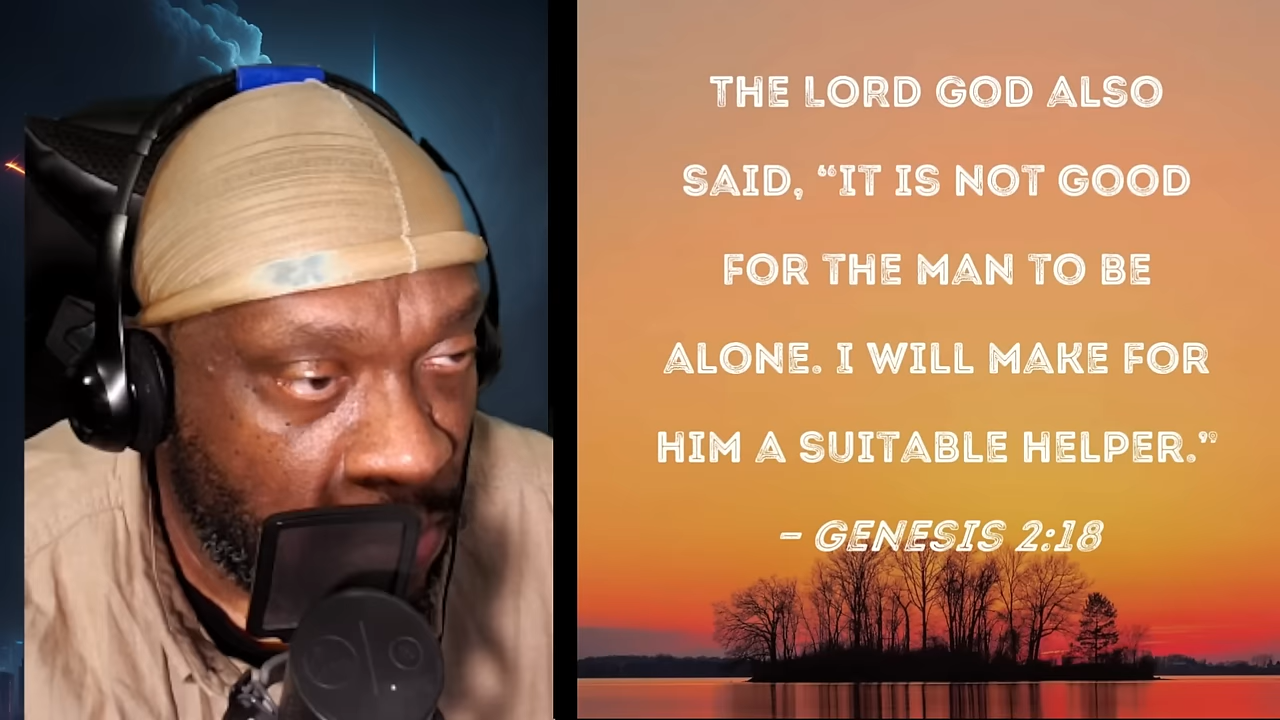 THE LORD GOD ALSO
SAID, “IT IS NOT GOOD
FOR THE MAN TO BE
ALONE. I WILL MAKE FOR
HIM A SUITABLE HELPER.”
– GENESIS 2:18